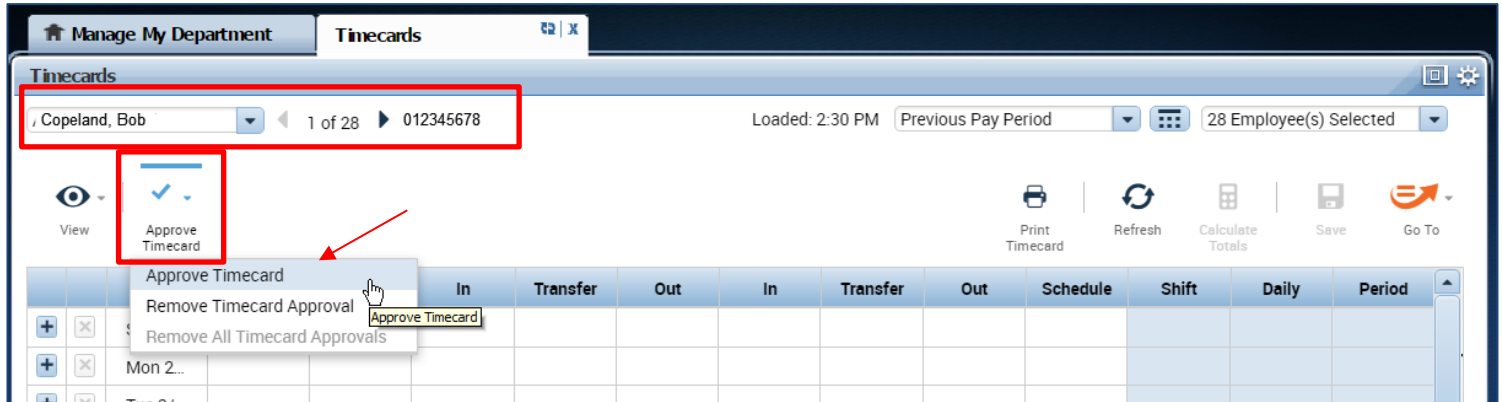 Manage My Department Timecards
Timecards
Copeland, Bob 1 of 28 012345678 Loaded: 2:30 PM Previous Pay Period 28 Employee(s) Selected
View Approve Timecard Print Timecard Refresh Calculate Totals Save Go To
Approve Timecard
In Transfer Out In Transfer Out Schedule Shift Daily Period
Remove Timecard Approval
Approve Timecard
Remove All Timecard Approvals
Mon 2...